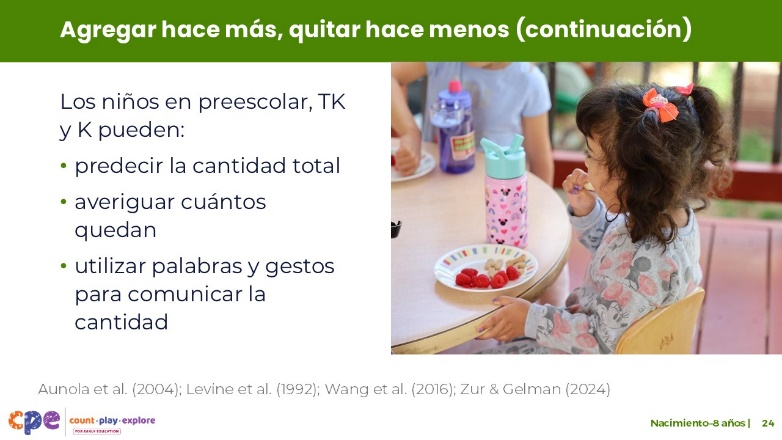 Agregar hace más, quitar hace menos (continuación)
Los niños en preescolar, TK
y K pueden:
• predecir la cantidad total
• averiguar cuántos
quedan
• utilizar palabras y gestos
para comunicar la
cantidad
Aunola et al. (2004); Levine et al. (1992); Wang et al. (2016); Zur & Gelman (2024)
cpe
count·play·explore
FOR EARLY EDUCATION
Nacimiento–8 años | 24